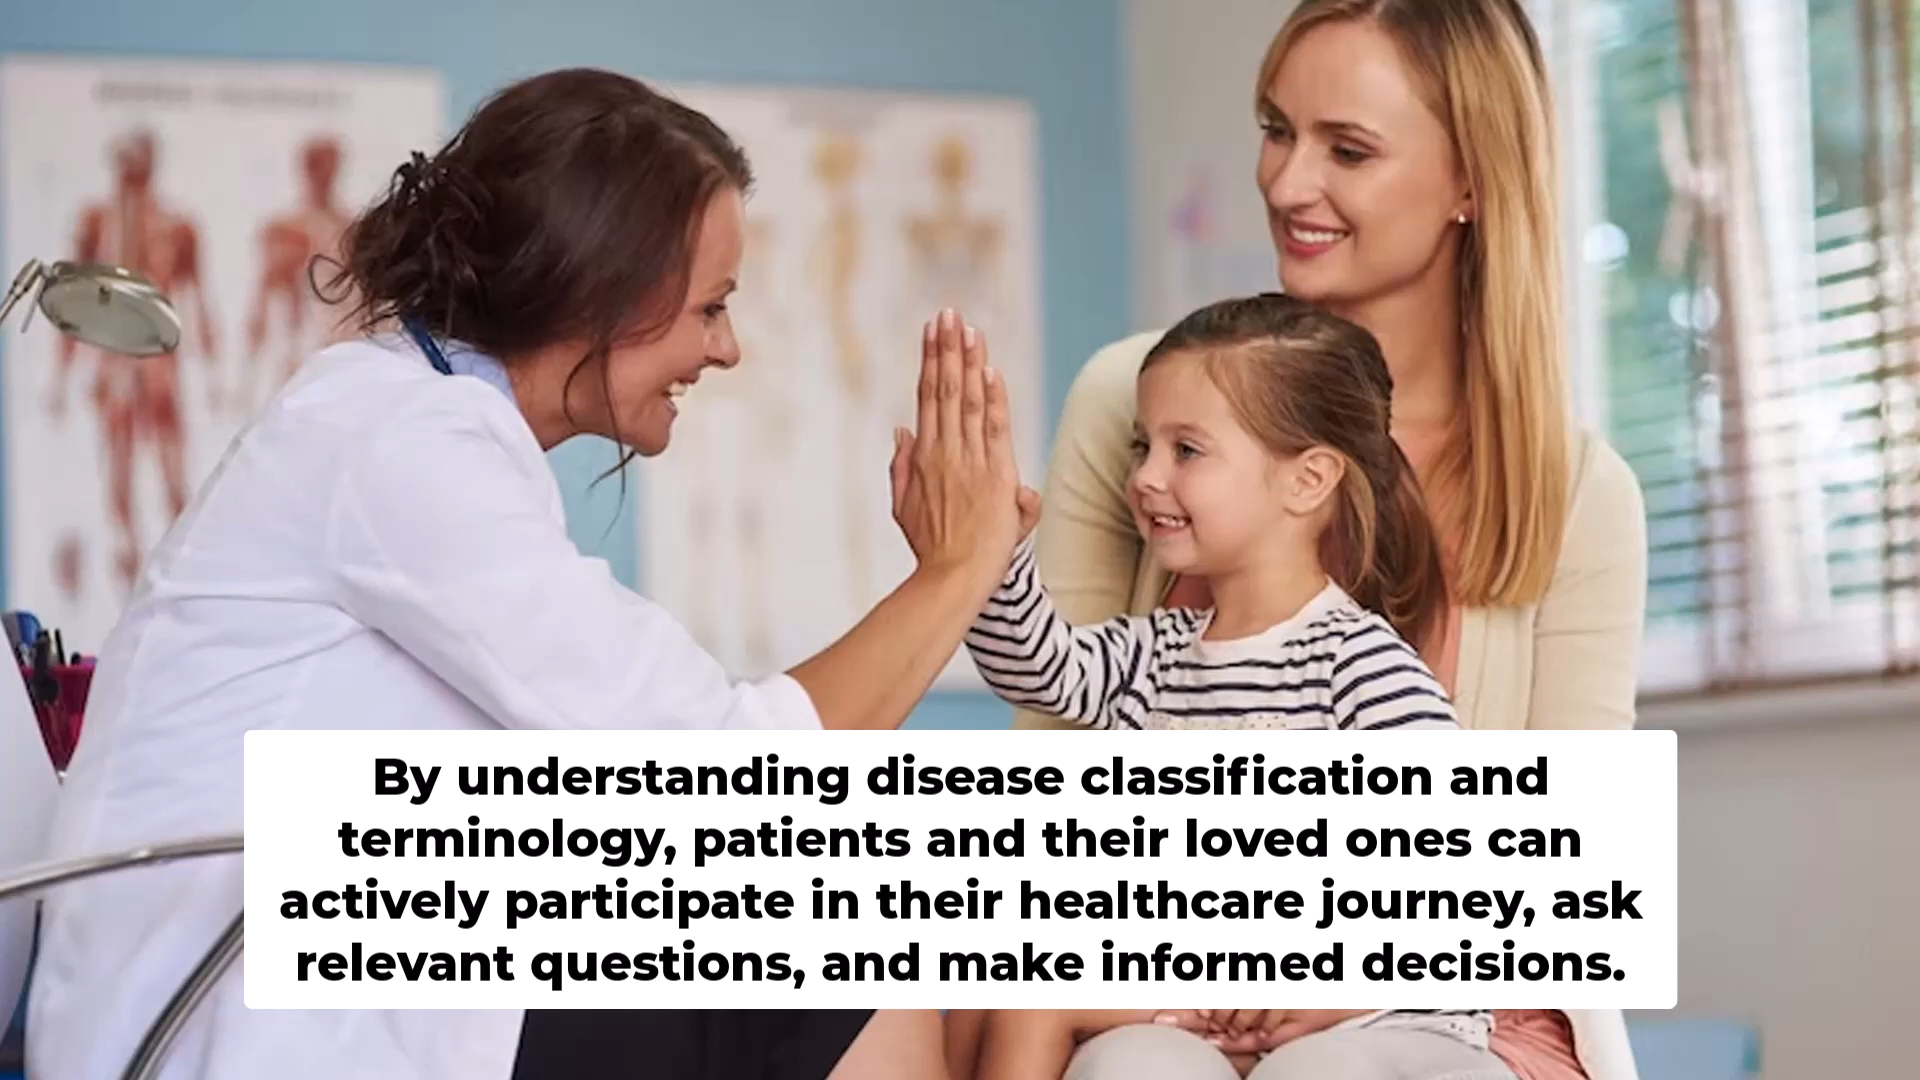 By understanding disease classification and
terminology, patients and their loved ones can
actively participate in their healthcare journey, ask
relevant questions, and make informed decisions.